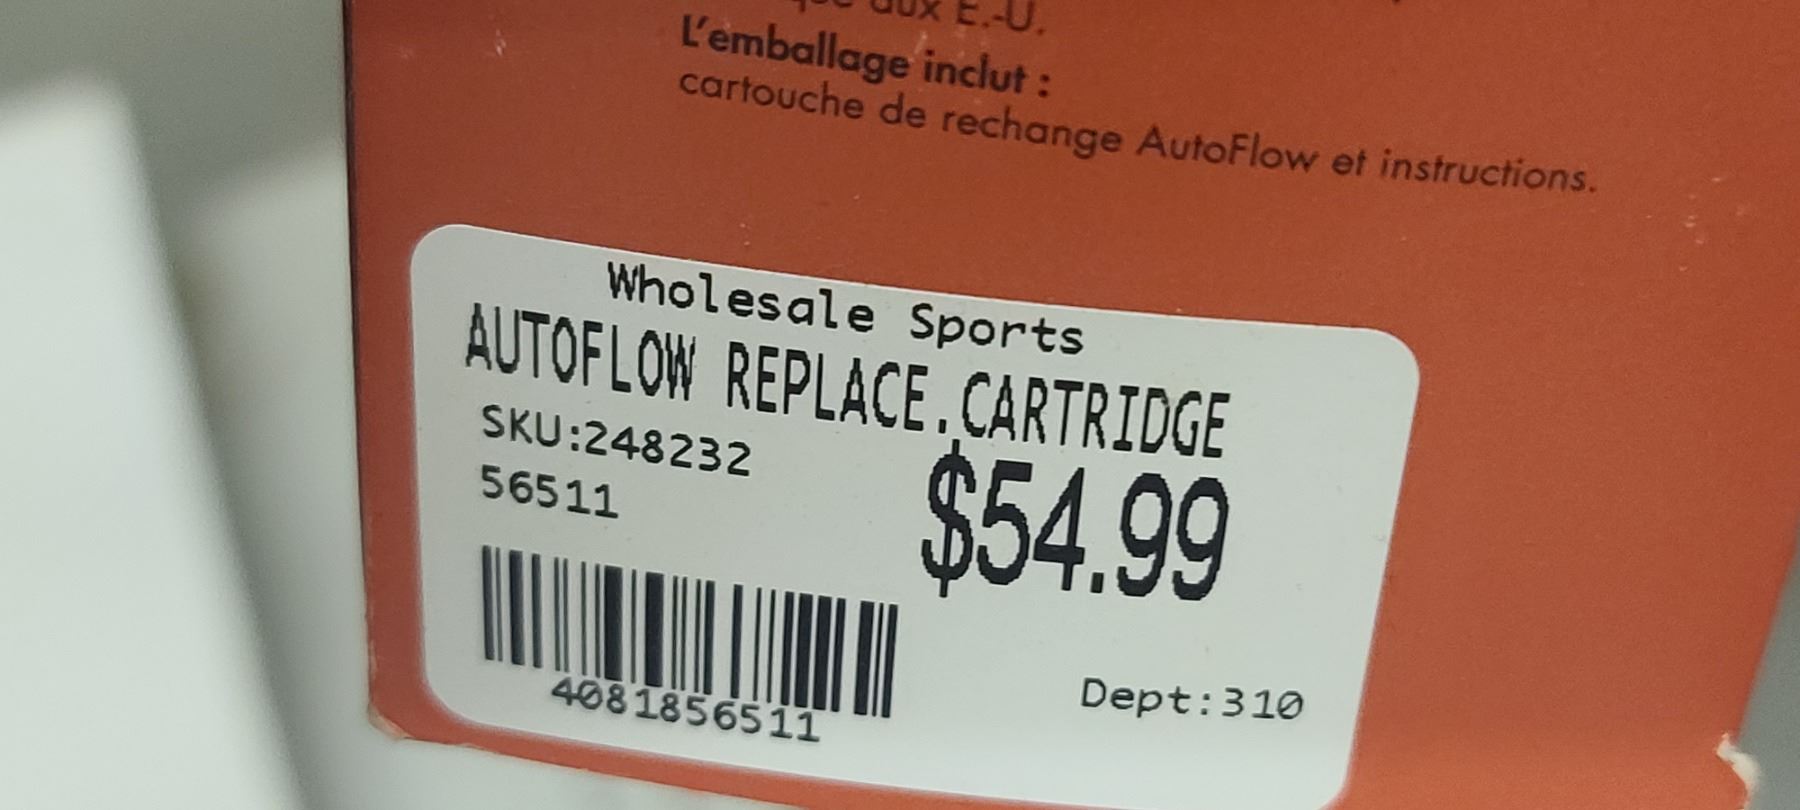 aux E.-U.
L'emballage inclut :
cartouche de rechange AutoFlow et instructions.
Wholesale Sports
AUTOFLOW REPLACE.CARTRIDGE
SKU:248232
56511
$54.99
4081856511
Dept:310